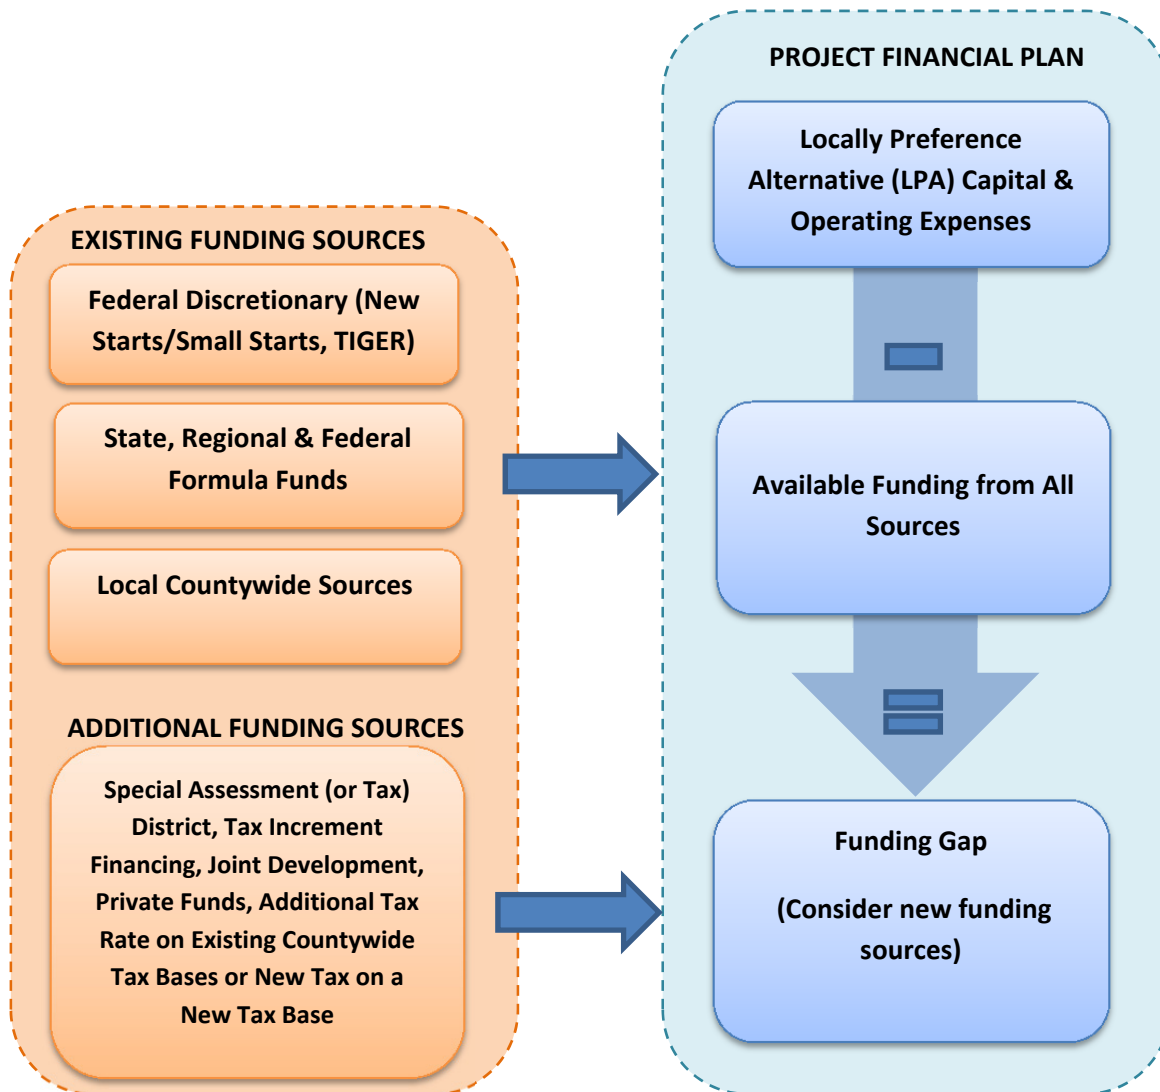 EXISTING FUNDING SOURCES
Federal Discretionary (New
Starts/Small Starts, TIGER)
State, Regional & Federal
Formula Funds
Local Countywide Sources
ADDITIONAL FUNDING SOURCES
Special Assessment (or Tax)
District, Tax Increment
Financing, Joint Development,
Private Funds, Additional Tax
Rate on Existing Countywide
Tax Bases or New Tax on a
New Tax Base
PROJECT FINANCIAL PLAN
Locally Preference
Alternative (LPA) Capital &
Operating Expenses
Available Funding from All
Sources
Funding Gap
(Consider new funding
sources)